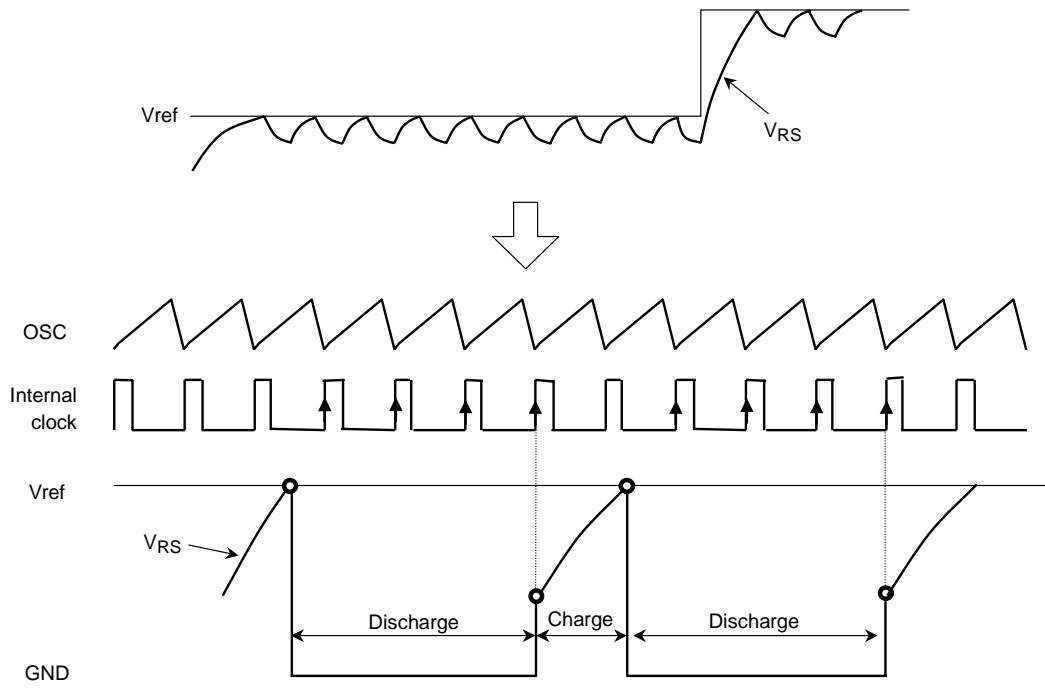 Vref
VRS
OSC
Internal
clock
Vref
VRS
Discharge
Charge
Discharge
GND